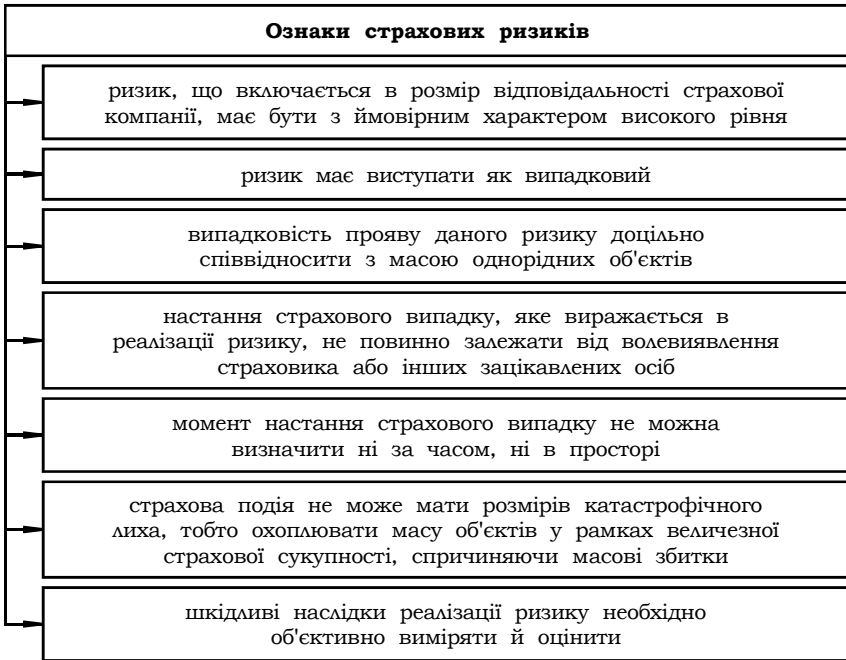 Ознаки страхових ризиків
ризик, що включається в розмір відповідальності страхової
компанії, має бути з ймовірним характером високого рівня
ризик має виступати як випадковий
випадковість прояву даного ризику доцільно
співвідносити з масою однорідних об'єктів
настання страхового випадку, яке виражається в
реалізації ризику, не повинно залежати від волевиявлення
страховика або інших зацікавлених осіб
момент настання страхового випадку не можна
визначити ні за часом, ні в просторі
страхова подія не може мати розмірів катастрофічного
лиха, тобто охоплювати масу об'єктів у рамках величезної
страхової сукупності, спричиняючи масові збитки
шкідливі наслідки реалізації ризику необхідно
об'єктивно виміряти й оцінити